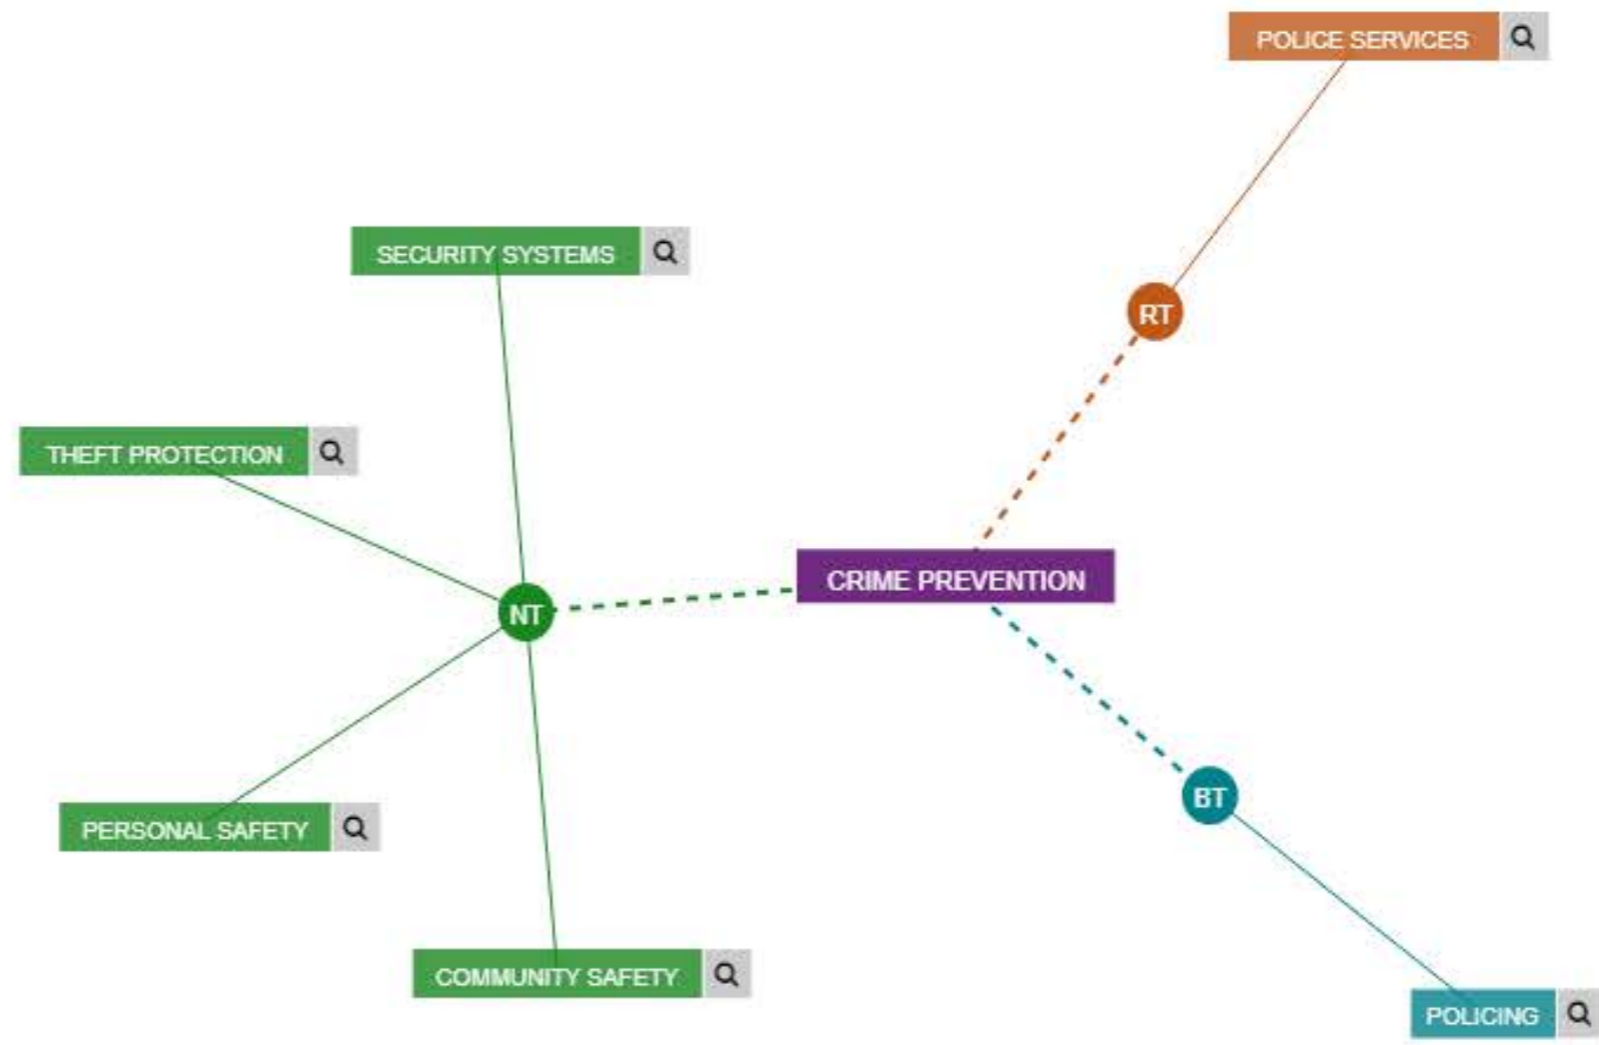 POLICE SERVICES
SECURITY SYSTEMS
RT
THEFT PROTECTION
CRIME PREVENTION
NT
BT
PERSONAL SAFETY
COMMUNITY SAFETY
POLICING